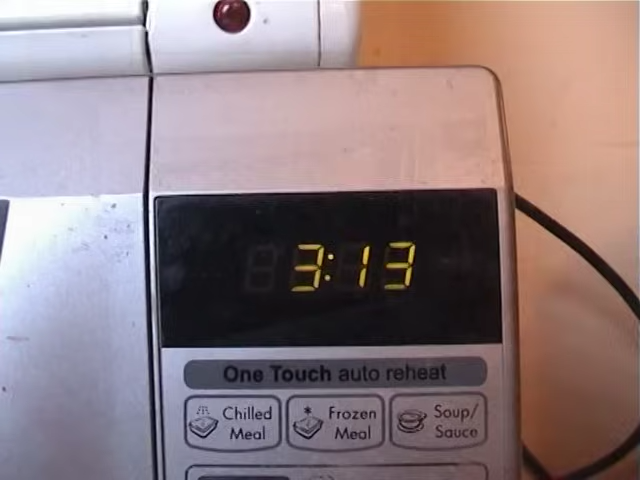 3:13
One Touch auto reheat
Chilled Meal
Frozen Meal
Soup/ Sauce